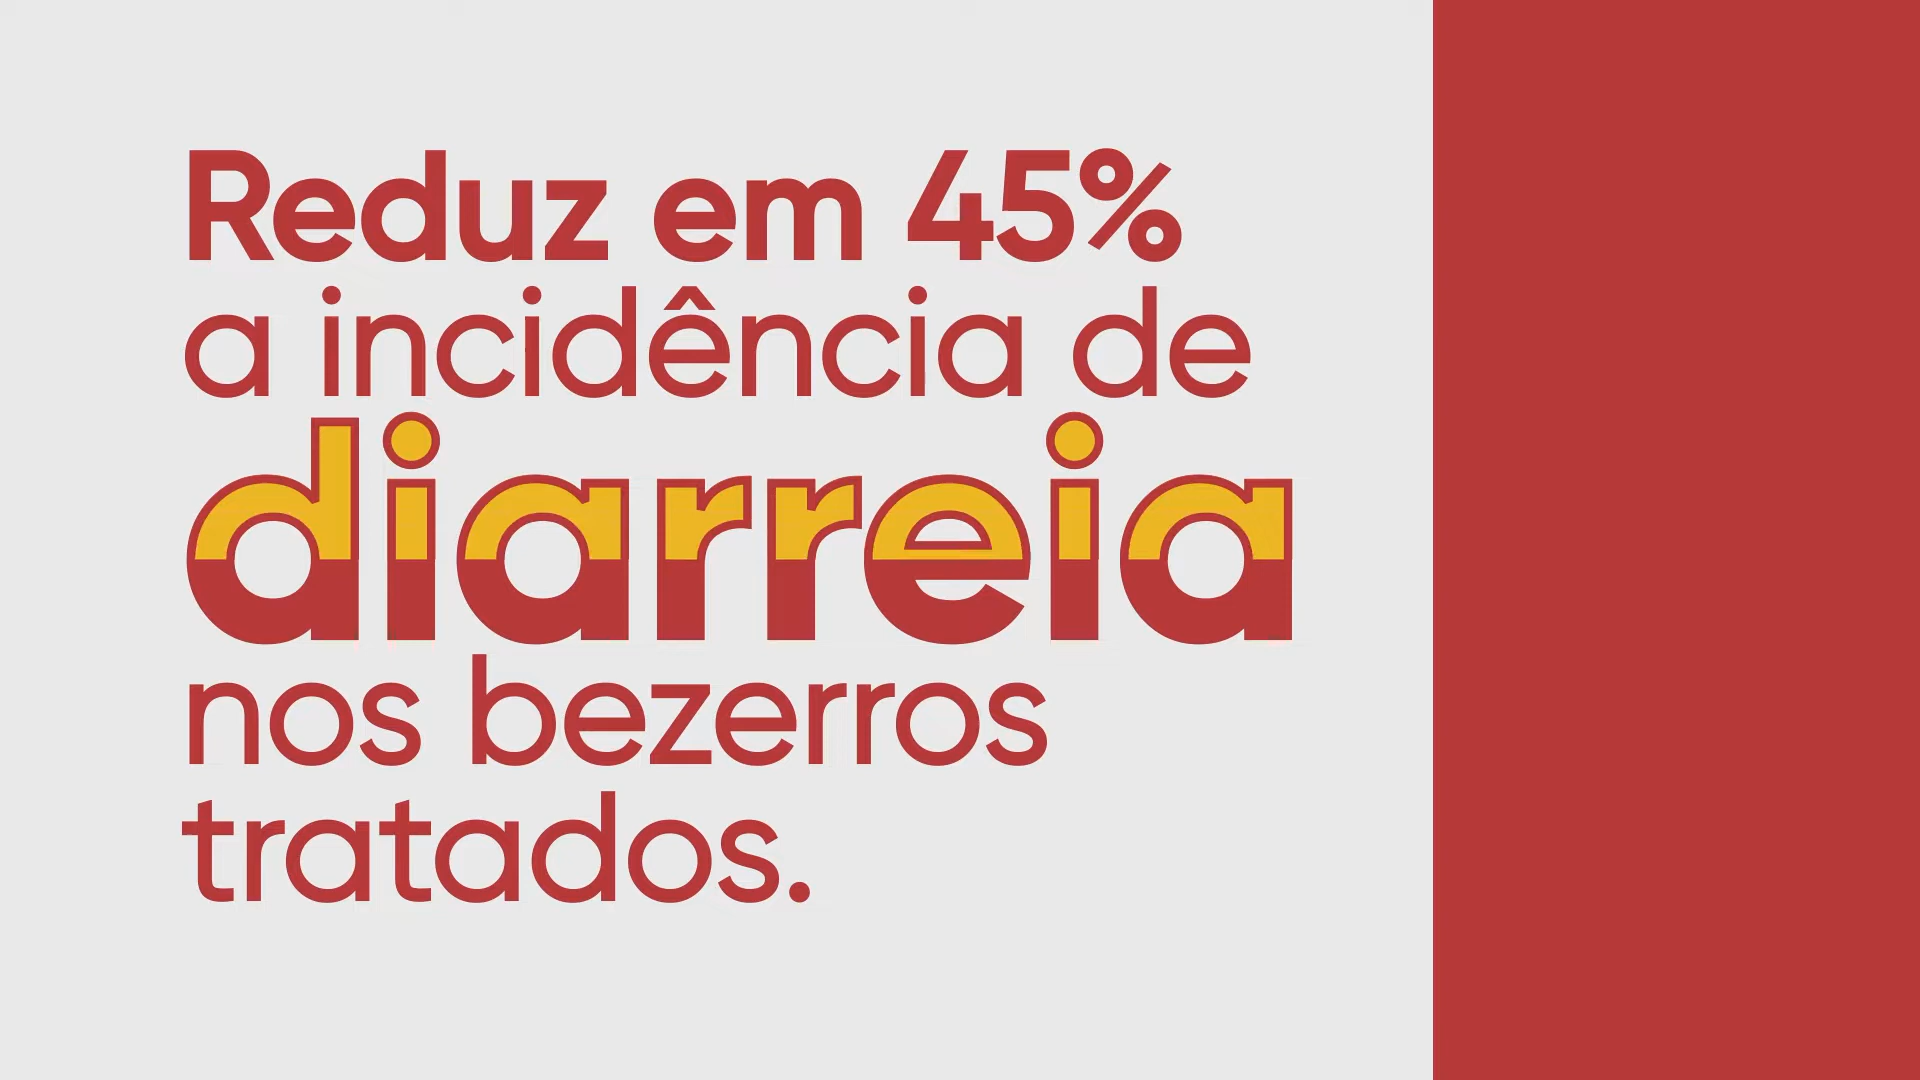 Reduz em 45%
a incidência de
diarreia
nos bezerros
tratados.